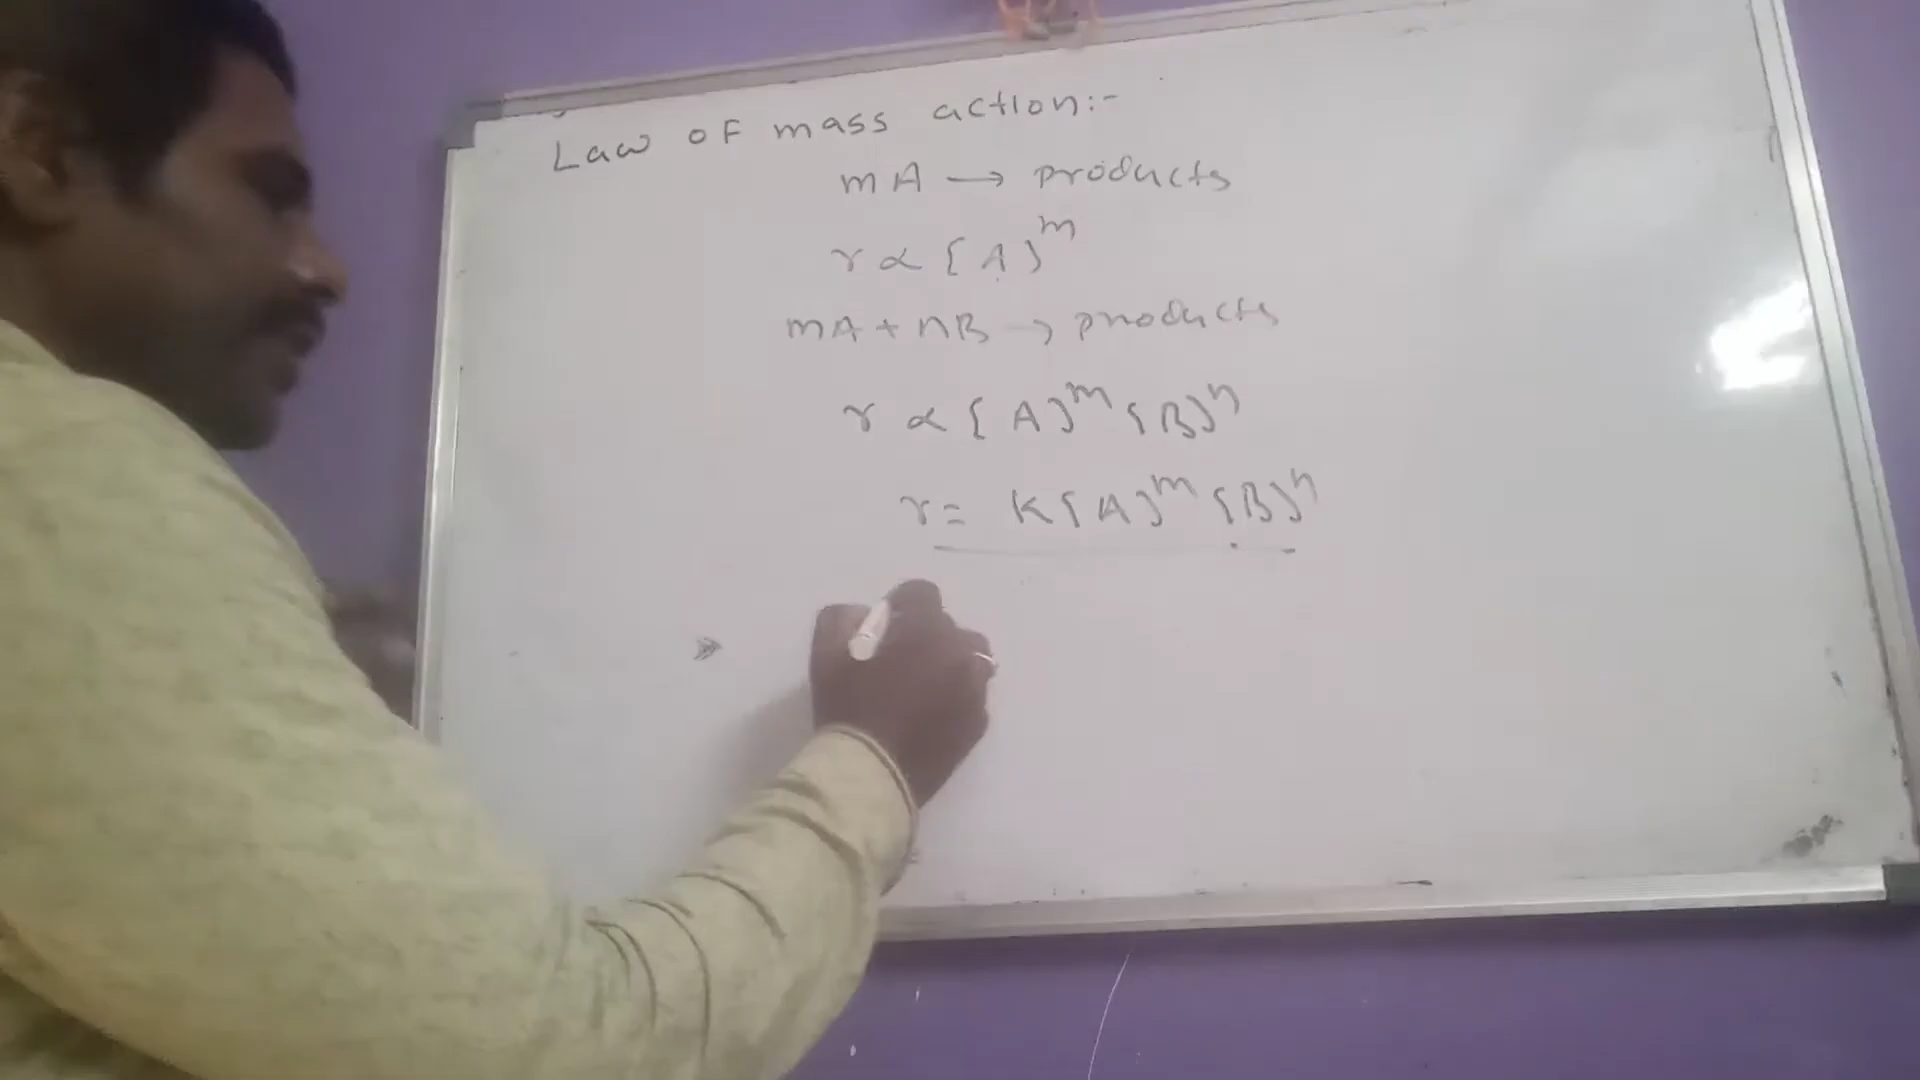 Law of mass action:-
mA → products
r ∝ [A]^m
mA + nB → products
r ∝ [A]^m [B]^n
r = K[A]^m [B]^n